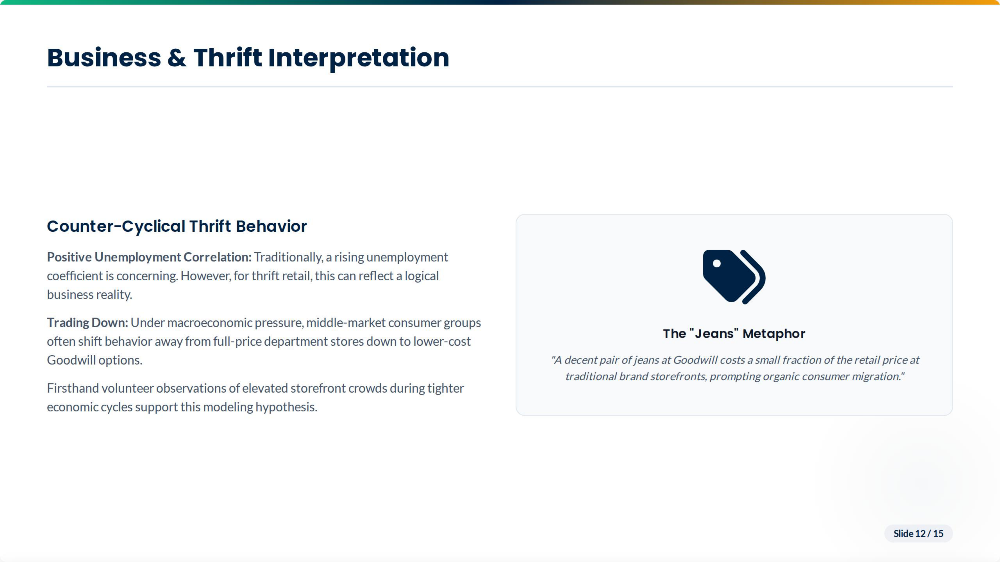 Business & Thrift Interpretation
Counter-Cyclical Thrift Behavior
Positive Unemployment Correlation: Traditionally, a rising unemployment
coefficient is concerning. However, for thrift retail, this can reflect a logical
business reality.
Trading Down: Under macroeconomic pressure, middle-market consumer groups
often shift behavior away from full-price department stores down to lower-cost
Goodwill options.
Firsthand volunteer observations of elevated storefront crowds during tighter
economic cycles support this modeling hypothesis.
The "Jeans" Metaphor
"A decent pair of jeans at Goodwill costs a small fraction of the retail price at
traditional brand storefronts, prompting organic consumer migration."
Slide 12 / 15